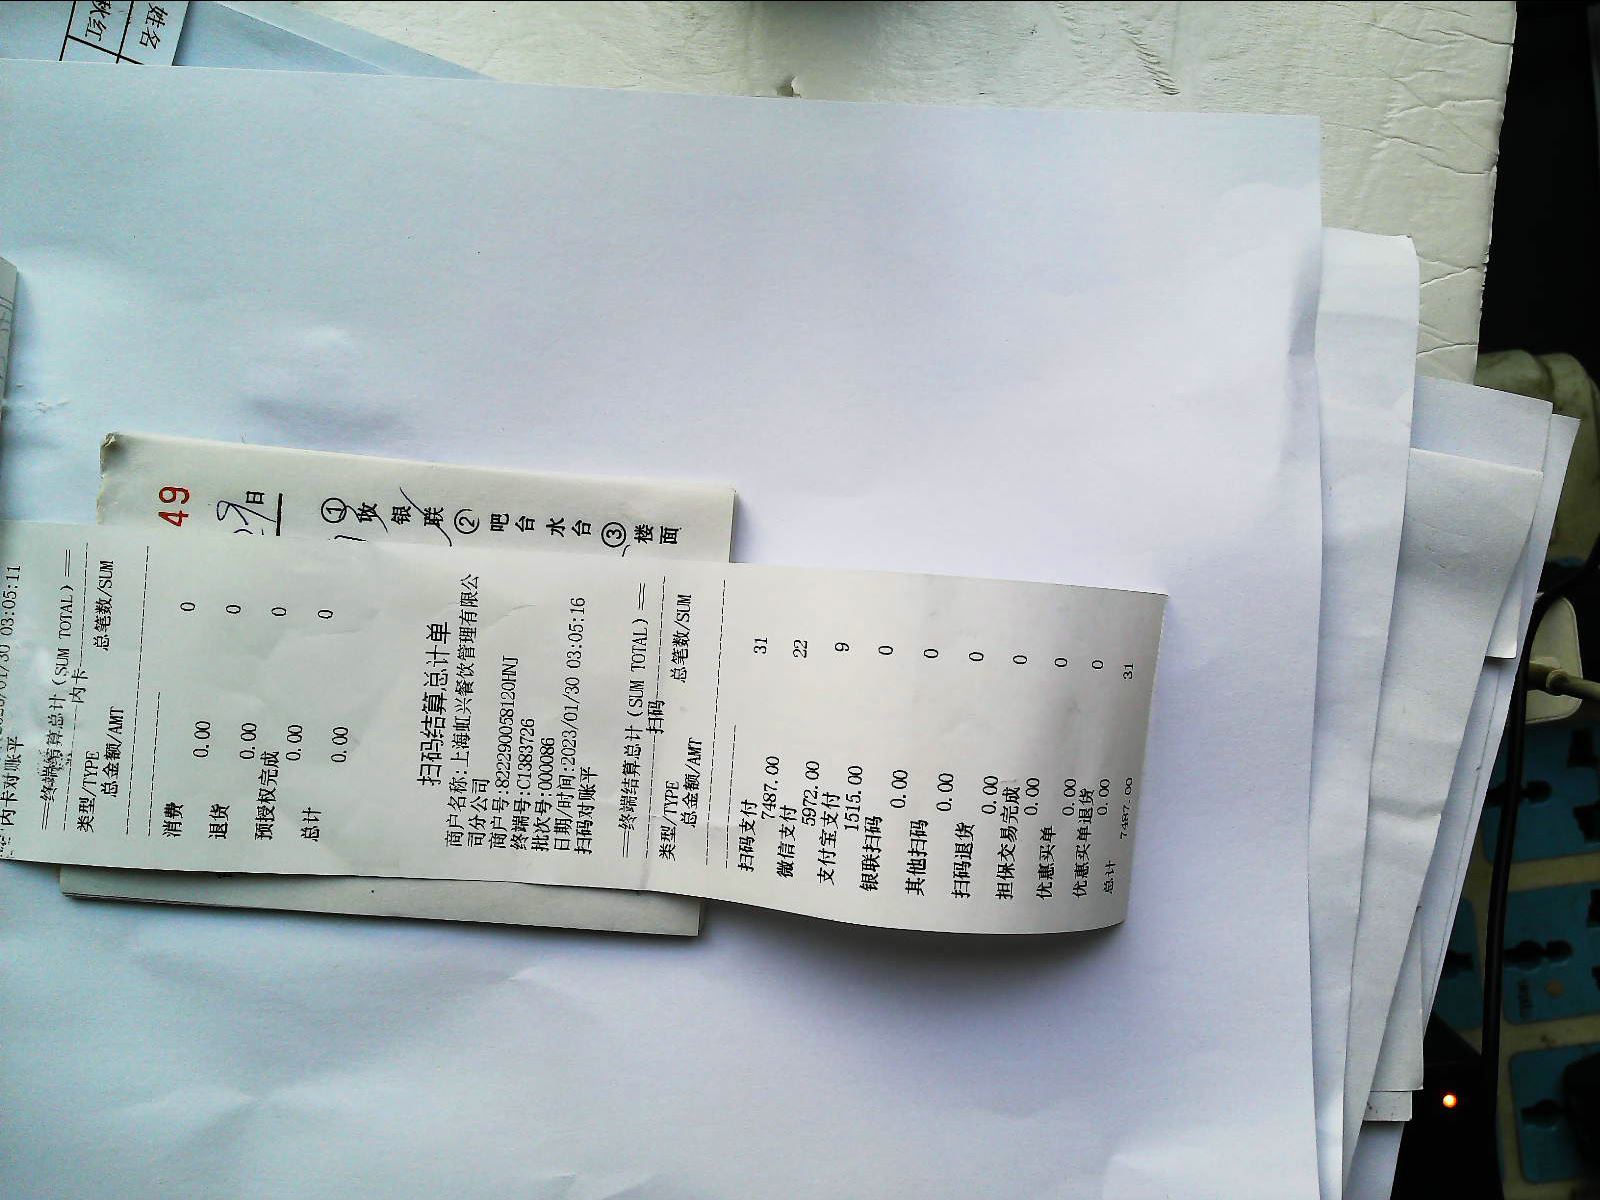 姓名
秋红
49
日
①
收
银
联
②
吧
台
水
台
③
楼
面
03:05:11
内卡对账平
==终端结算总计(SUM TOTAL)==
内卡
类型/TYPE 总笔数/SUM
总金额/AMT
消费 0
0.00
退货 0
0.00
预授权完成 0
0.00
总计 0
0.00
扫码结算总计单
商户名称:上海虹兴餐饮管理有限公
司分公司
商户号:82229005812OHNJ
终端号:C1383726
批次号:000086
日期/时间:2023/01/30 03:05:16
扫码对账平
==终端结算总计(SUM TOTAL)==
扫码
类型/TYPE 总笔数/SUM
总金额/AMT
扫码支付 31
7487.00
微信支付 22
5972.00
支付宝支付 9
1515.00
银联扫码 0
0.00
其他扫码 0
0.00
扫码退货 0
0.00
担保交易完成 0
0.00
优惠买单 0
0.00
优惠买单退货 0
0.00
总计 31
7487.00